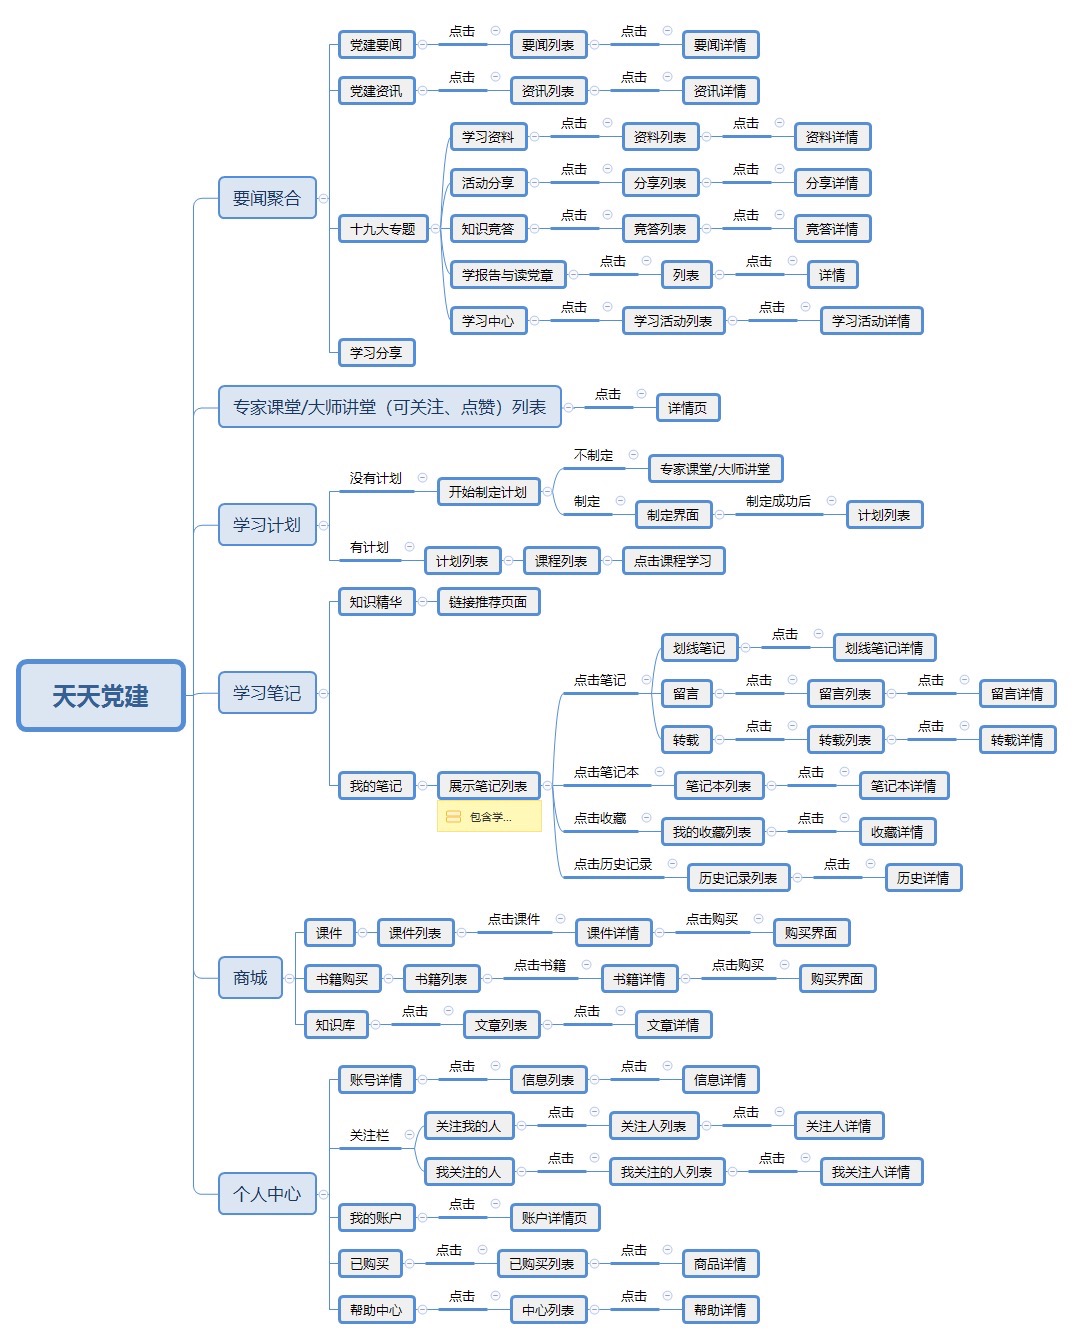 天天党建
要闻聚合
党建要闻 点击 要闻列表 点击 要闻详情
党建资讯 点击 资讯列表 点击 资讯详情
十九大专题
学习资料 点击 资料列表 点击 资料详情
活动分享 点击 分享列表 点击 分享详情
知识竞答 点击 竞答列表 点击 竞答详情
学报告与读党章 点击 列表 点击 详情
学习中心 点击 学习活动列表 点击 学习活动详情
学习分享
专家课堂/大师讲堂（可关注、点赞）列表 点击 详情页
学习计划
没有计划 开始制定计划
不制定 专家课堂/大师讲堂
制定 制定界面 制定成功后 计划列表
有计划 计划列表 课程列表 点击课程学习
学习笔记
知识精华 链接推荐页面
我的笔记 展示笔记列表
包含学...
点击笔记
划线笔记 点击 划线笔记详情
留言 点击 留言列表 点击 留言详情
转载 点击 转载列表 点击 转载详情
点击笔记本 笔记本列表 点击 笔记本详情
点击收藏 我的收藏列表 点击 收藏详情
点击历史记录 历史记录列表 点击 历史详情
商城
课件 课件列表 点击课件 课件详情 点击购买 购买界面
书籍购买 书籍列表 点击书籍 书籍详情 点击购买 购买界面
知识库 点击 文章列表 点击 文章详情
个人中心
账号详情 点击 信息列表 点击 信息详情
关注栏
关注我的人 点击 关注人列表 点击 关注人详情
我关注的人 点击 我关注的人列表 点击 我关注人详情
我的账户 点击 账户详情页
已购买 点击 已购买列表 点击 商品详情
帮助中心 点击 中心列表 点击 帮助详情